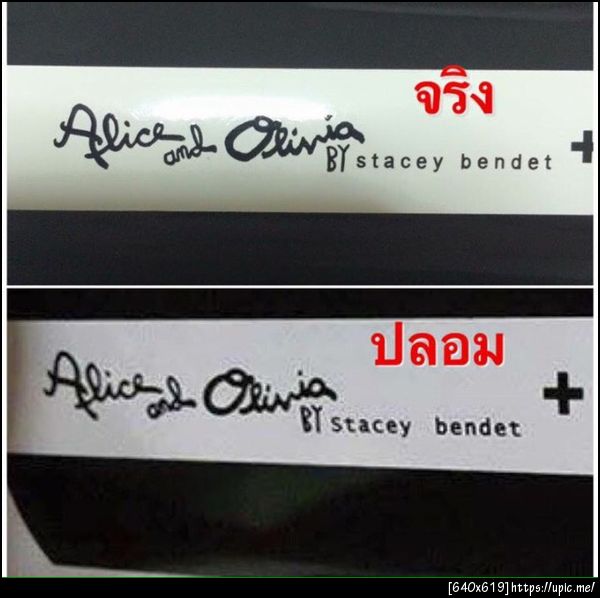 จริง
Alice and Olivia
BY stacey bendet +
ปลอม
Alice and Olivia +
BY stacey bendet
[640x619]https://upic.me/